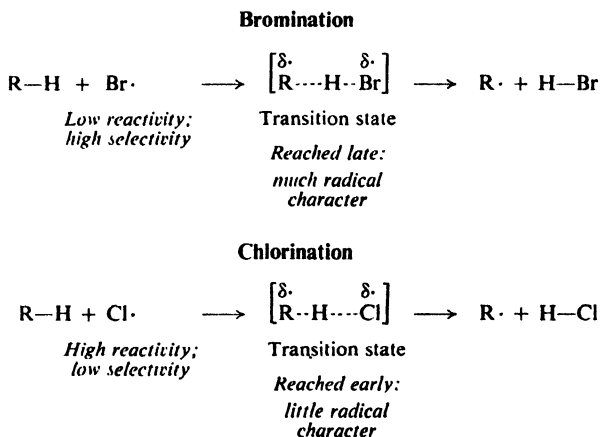 Bromination
δ· δ·
R—H + Br· ⟶ [R----H--Br] ⟶ R· + H—Br
Low reactivity; Transition state
high selectivity
Reached late:
much radical
character
Chlorination
δ· δ·
R—H + Cl· ⟶ [R--H----Cl] ⟶ R· + H—Cl
High reactivity; Transition state
low selectivity
Reached early:
little radical
character